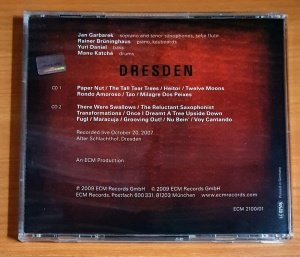 Jan Garbarek soprano and tenor saxophones, selje flute
Rainer Brüninghaus piano, keyboards
Yuri Daniel bass
Manu Katché drums
DRESDEN
CD 1 Paper Nut / The Tall Tear Trees / Heitor / Twelve Moons
Rondo Amoroso / Tao / Milagre Dos Peixes
CD 2 There Were Swallows / The Reluctant Saxophonist
Transformations / Once I Dreamt A Tree Upside Down
Fugl / Maracuja / Grooving Out! / Nu Bein' / Voy Cantando
Recorded live October 20, 2007
Alter Schlachthof, Dresden
An ECM Production
℗ 2009 ECM Records GmbH © 2009 ECM Records GmbH
ECM Records, Postfach 600 331, 81203 München www.ecmrecords.com
ECM 2100/01